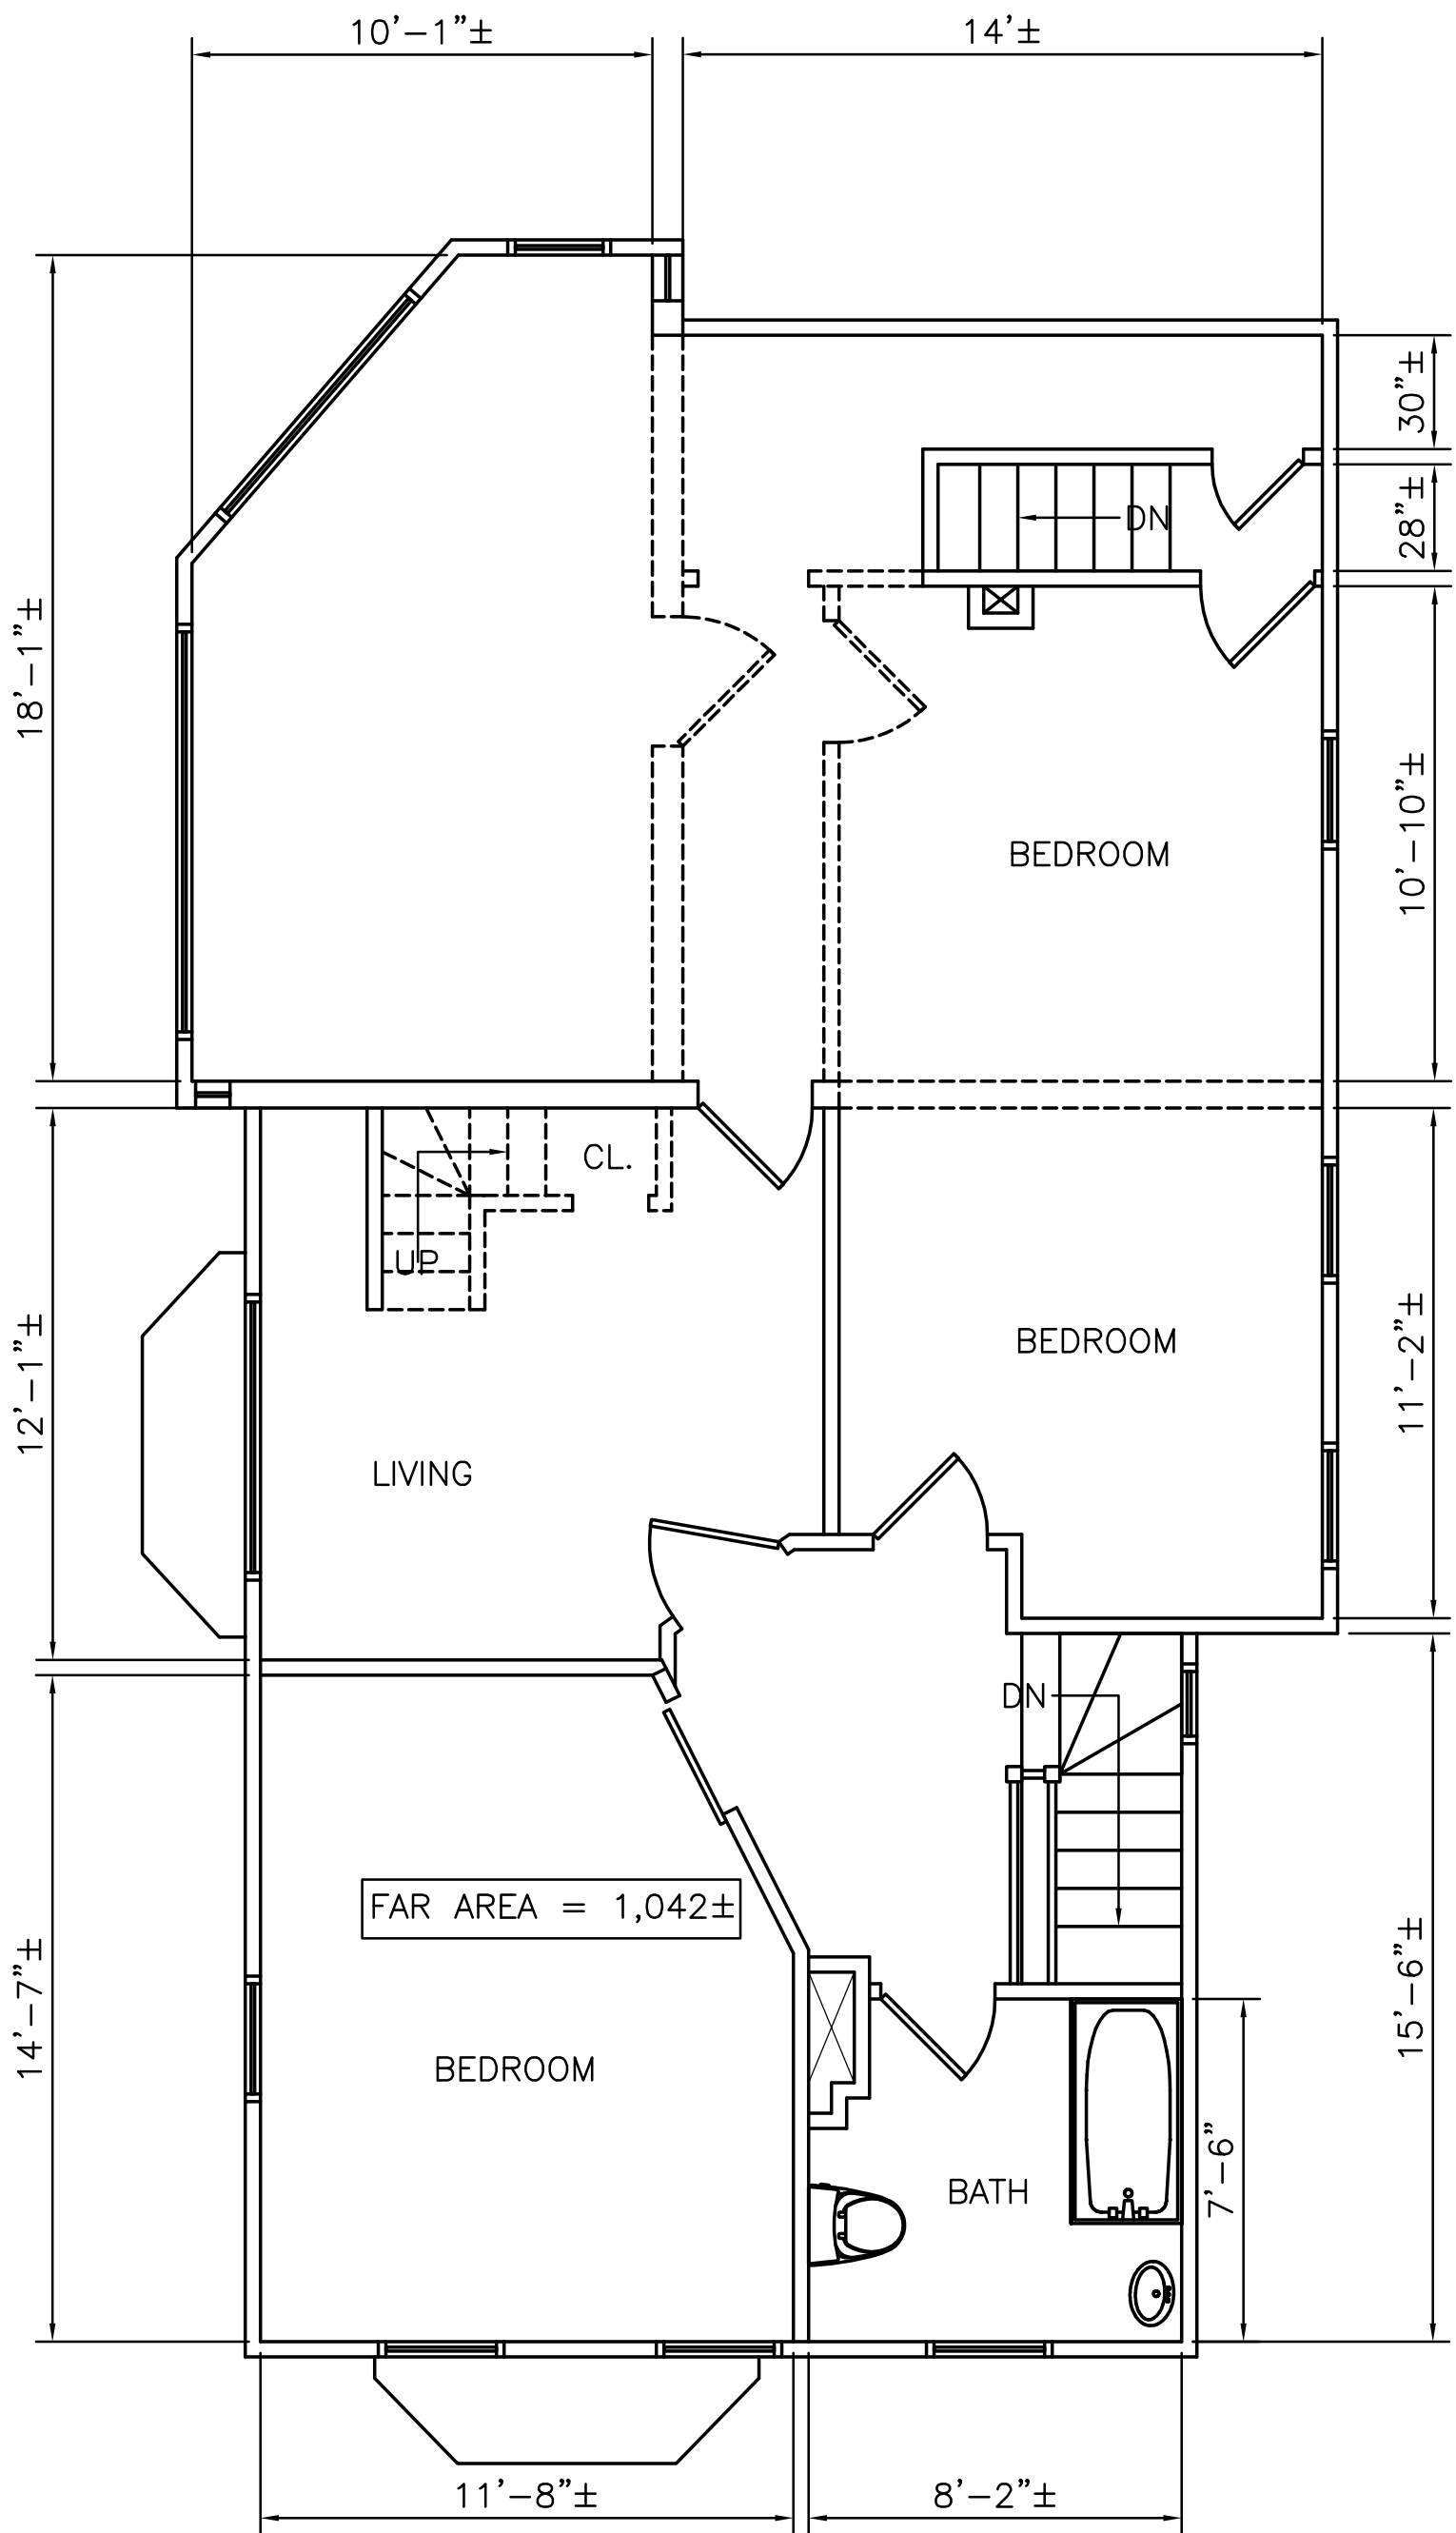 10'-1"±
14'±
30"±
28"±
DN
18'-1"±
10'-10"±
BEDROOM
CL.
UP
12'-1"±
BEDROOM
11'-2"±
LIVING
DN
FAR AREA = 1,042±
14'-7"±
15'-6"±
BEDROOM
7'-6"
BATH
11'-8"±
8'-2"±